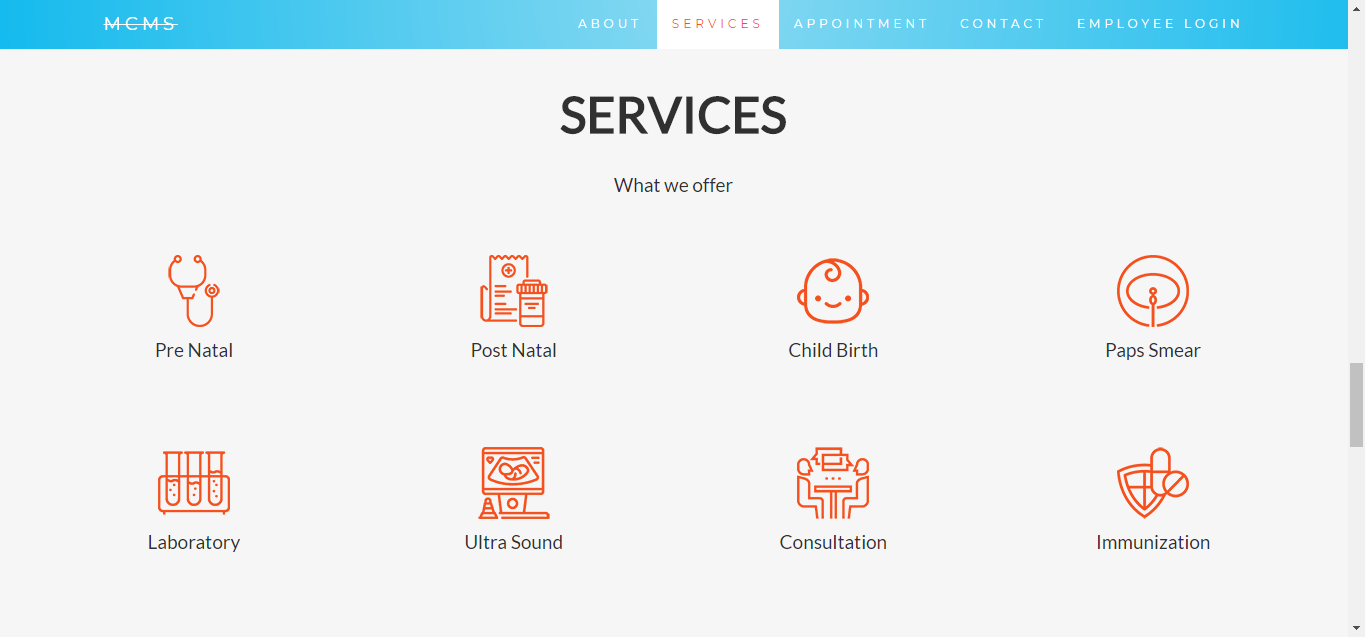 MCMS ABOUT SERVICES APPOINTMENT CONTACT EMPLOYEE LOGIN
SERVICES
What we offer
Pre Natal Post Natal Child Birth Paps Smear
Laboratory Ultra Sound Consultation Immunization